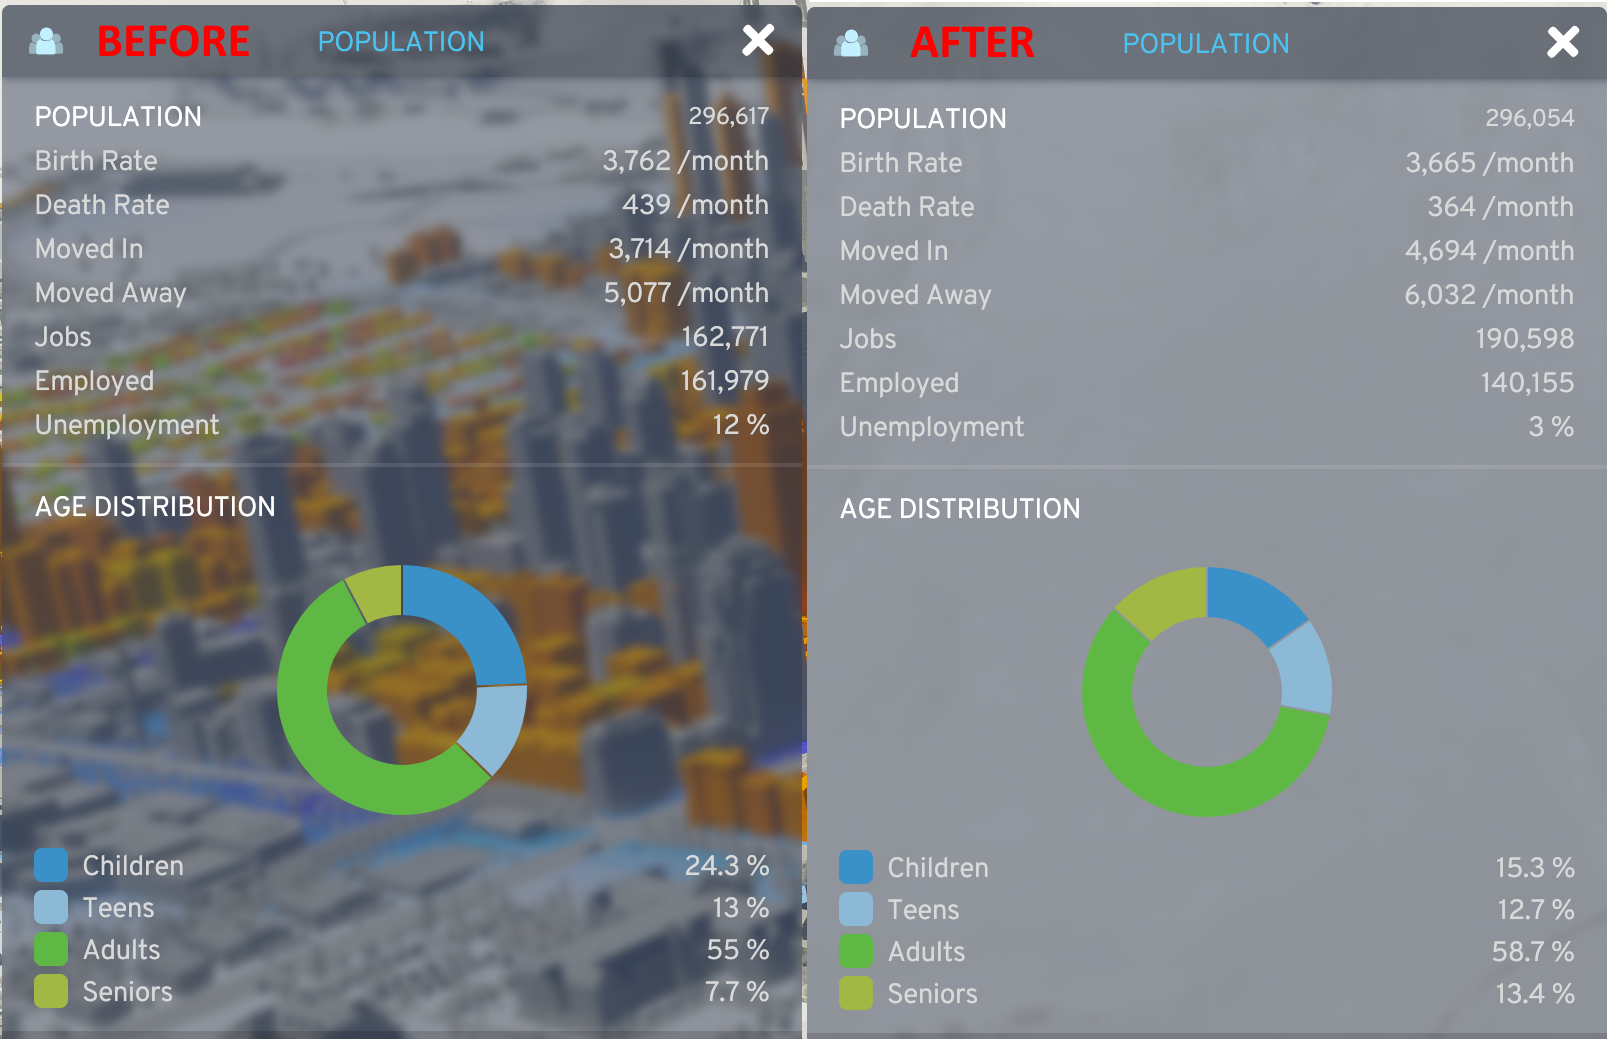 BEFORE POPULATION
POPULATION 296,617
Birth Rate 3,762 /month
Death Rate 439 /month
Moved In 3,714 /month
Moved Away 5,077 /month
Jobs 162,771
Employed 161,979
Unemployment 12 %
AGE DISTRIBUTION
Children 24.3 %
Teens 13 %
Adults 55 %
Seniors 7.7 %
AFTER POPULATION
POPULATION 296,054
Birth Rate 3,665 /month
Death Rate 364 /month
Moved In 4,694 /month
Moved Away 6,032 /month
Jobs 190,598
Employed 140,155
Unemployment 3 %
AGE DISTRIBUTION
Children 15.3 %
Teens 12.7 %
Adults 58.7 %
Seniors 13.4 %